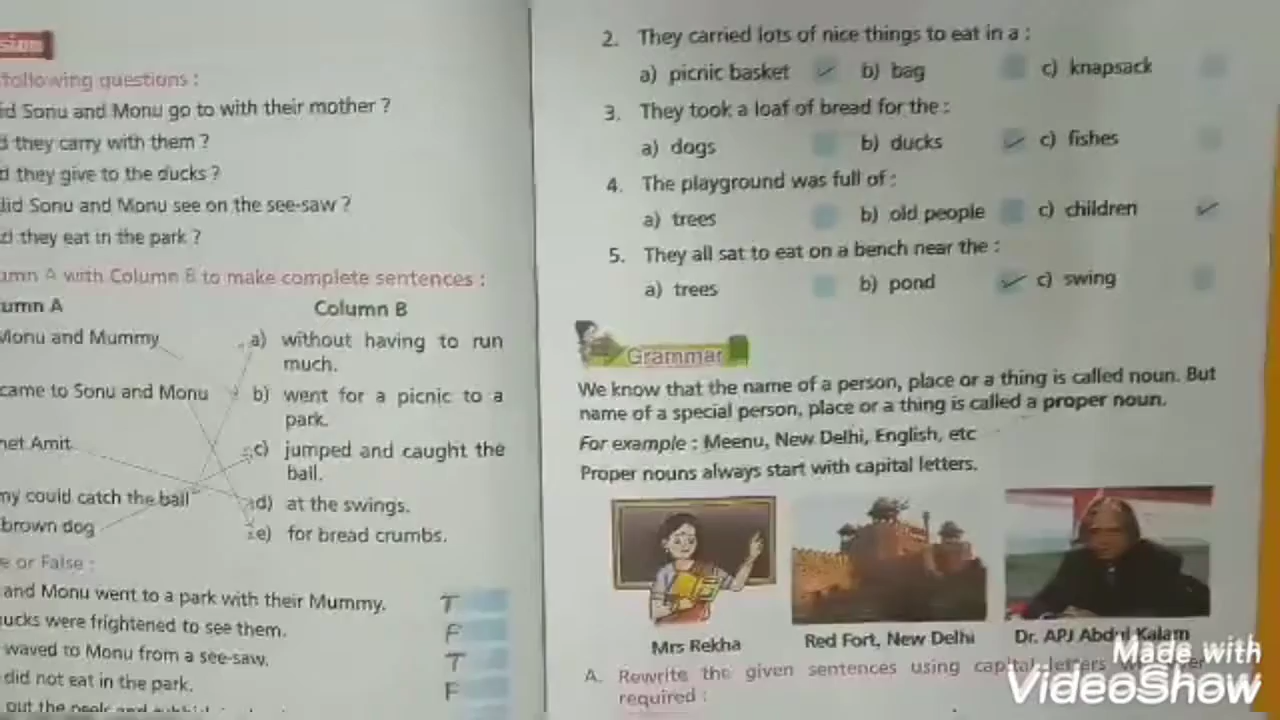 sion
following questions :
id Sonu and Monu go to with their mother ?
d they carry with them ?
d they give to the ducks ?
did Sonu and Monu see on the see-saw ?
d they eat in the park ?
umn A with Column B to make complete sentences :
umn A
Column B
Monu and Mummy
a) without having to run
much.
came to Sonu and Monu
b) went for a picnic to a
park.
net Amit
c) jumped and caught the
ball.
ny could catch the ball
d) at the swings.
brown dog
e) for bread crumbs.
e or False :
and Monu went to a park with their Mummy. T
ucks were frightened to see them. F
waved to Monu from a see-saw. T
did not eat in the park. F
out the
2. They carried lots of nice things to eat in a :
a) picnic basket ✓ b) bag c) knapsack
3. They took a loaf of bread for the :
a) dogs b) ducks ✓ c) fishes
4. The playground was full of :
a) trees b) old people c) children ✓
5. They all sat to eat on a bench near the :
a) trees b) pond ✓ c) swing
Grammar
We know that the name of a person, place or a thing is called noun. But
name of a special person, place or a thing is called a proper noun.
For example : Meenu, New Delhi, English, etc
Proper nouns always start with capital letters.
Mrs Rekha
Red Fort, New Delhi
Dr. APJ Abdul Kalam
A. Rewrite the given sentences using capital letters
required :
Made with
VideoShow